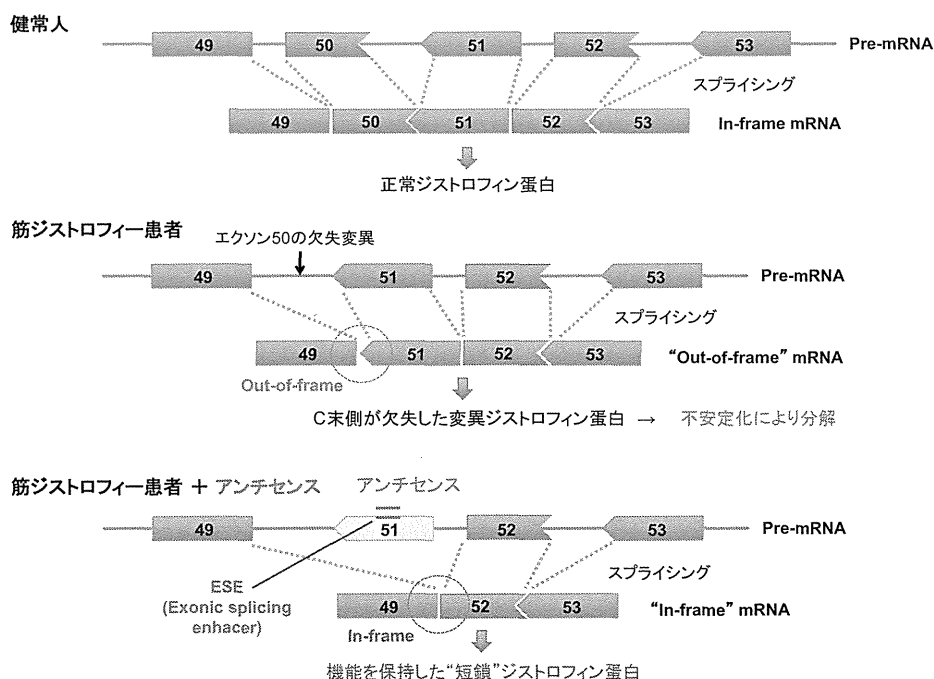 健常人
49 50 51 52 53 Pre-mRNA
スプライシング
49 50 51 52 53 In-frame mRNA
正常ジストロフィン蛋白
筋ジストロフィー患者
エクソン50の欠失変異
49 51 52 53 Pre-mRNA
スプライシング
49 51 52 53 “Out-of-frame” mRNA
Out-of-frame
C末側が欠失した変異ジストロフィン蛋白 → 不安定化により分解
筋ジストロフィー患者 + アンチセンス アンチセンス
49 51 52 53 Pre-mRNA
スプライシング
ESE
(Exonic splicing
enhacer)
49 52 53 “In-frame” mRNA
In-frame
機能を保持した“短鎖”ジストロフィン蛋白